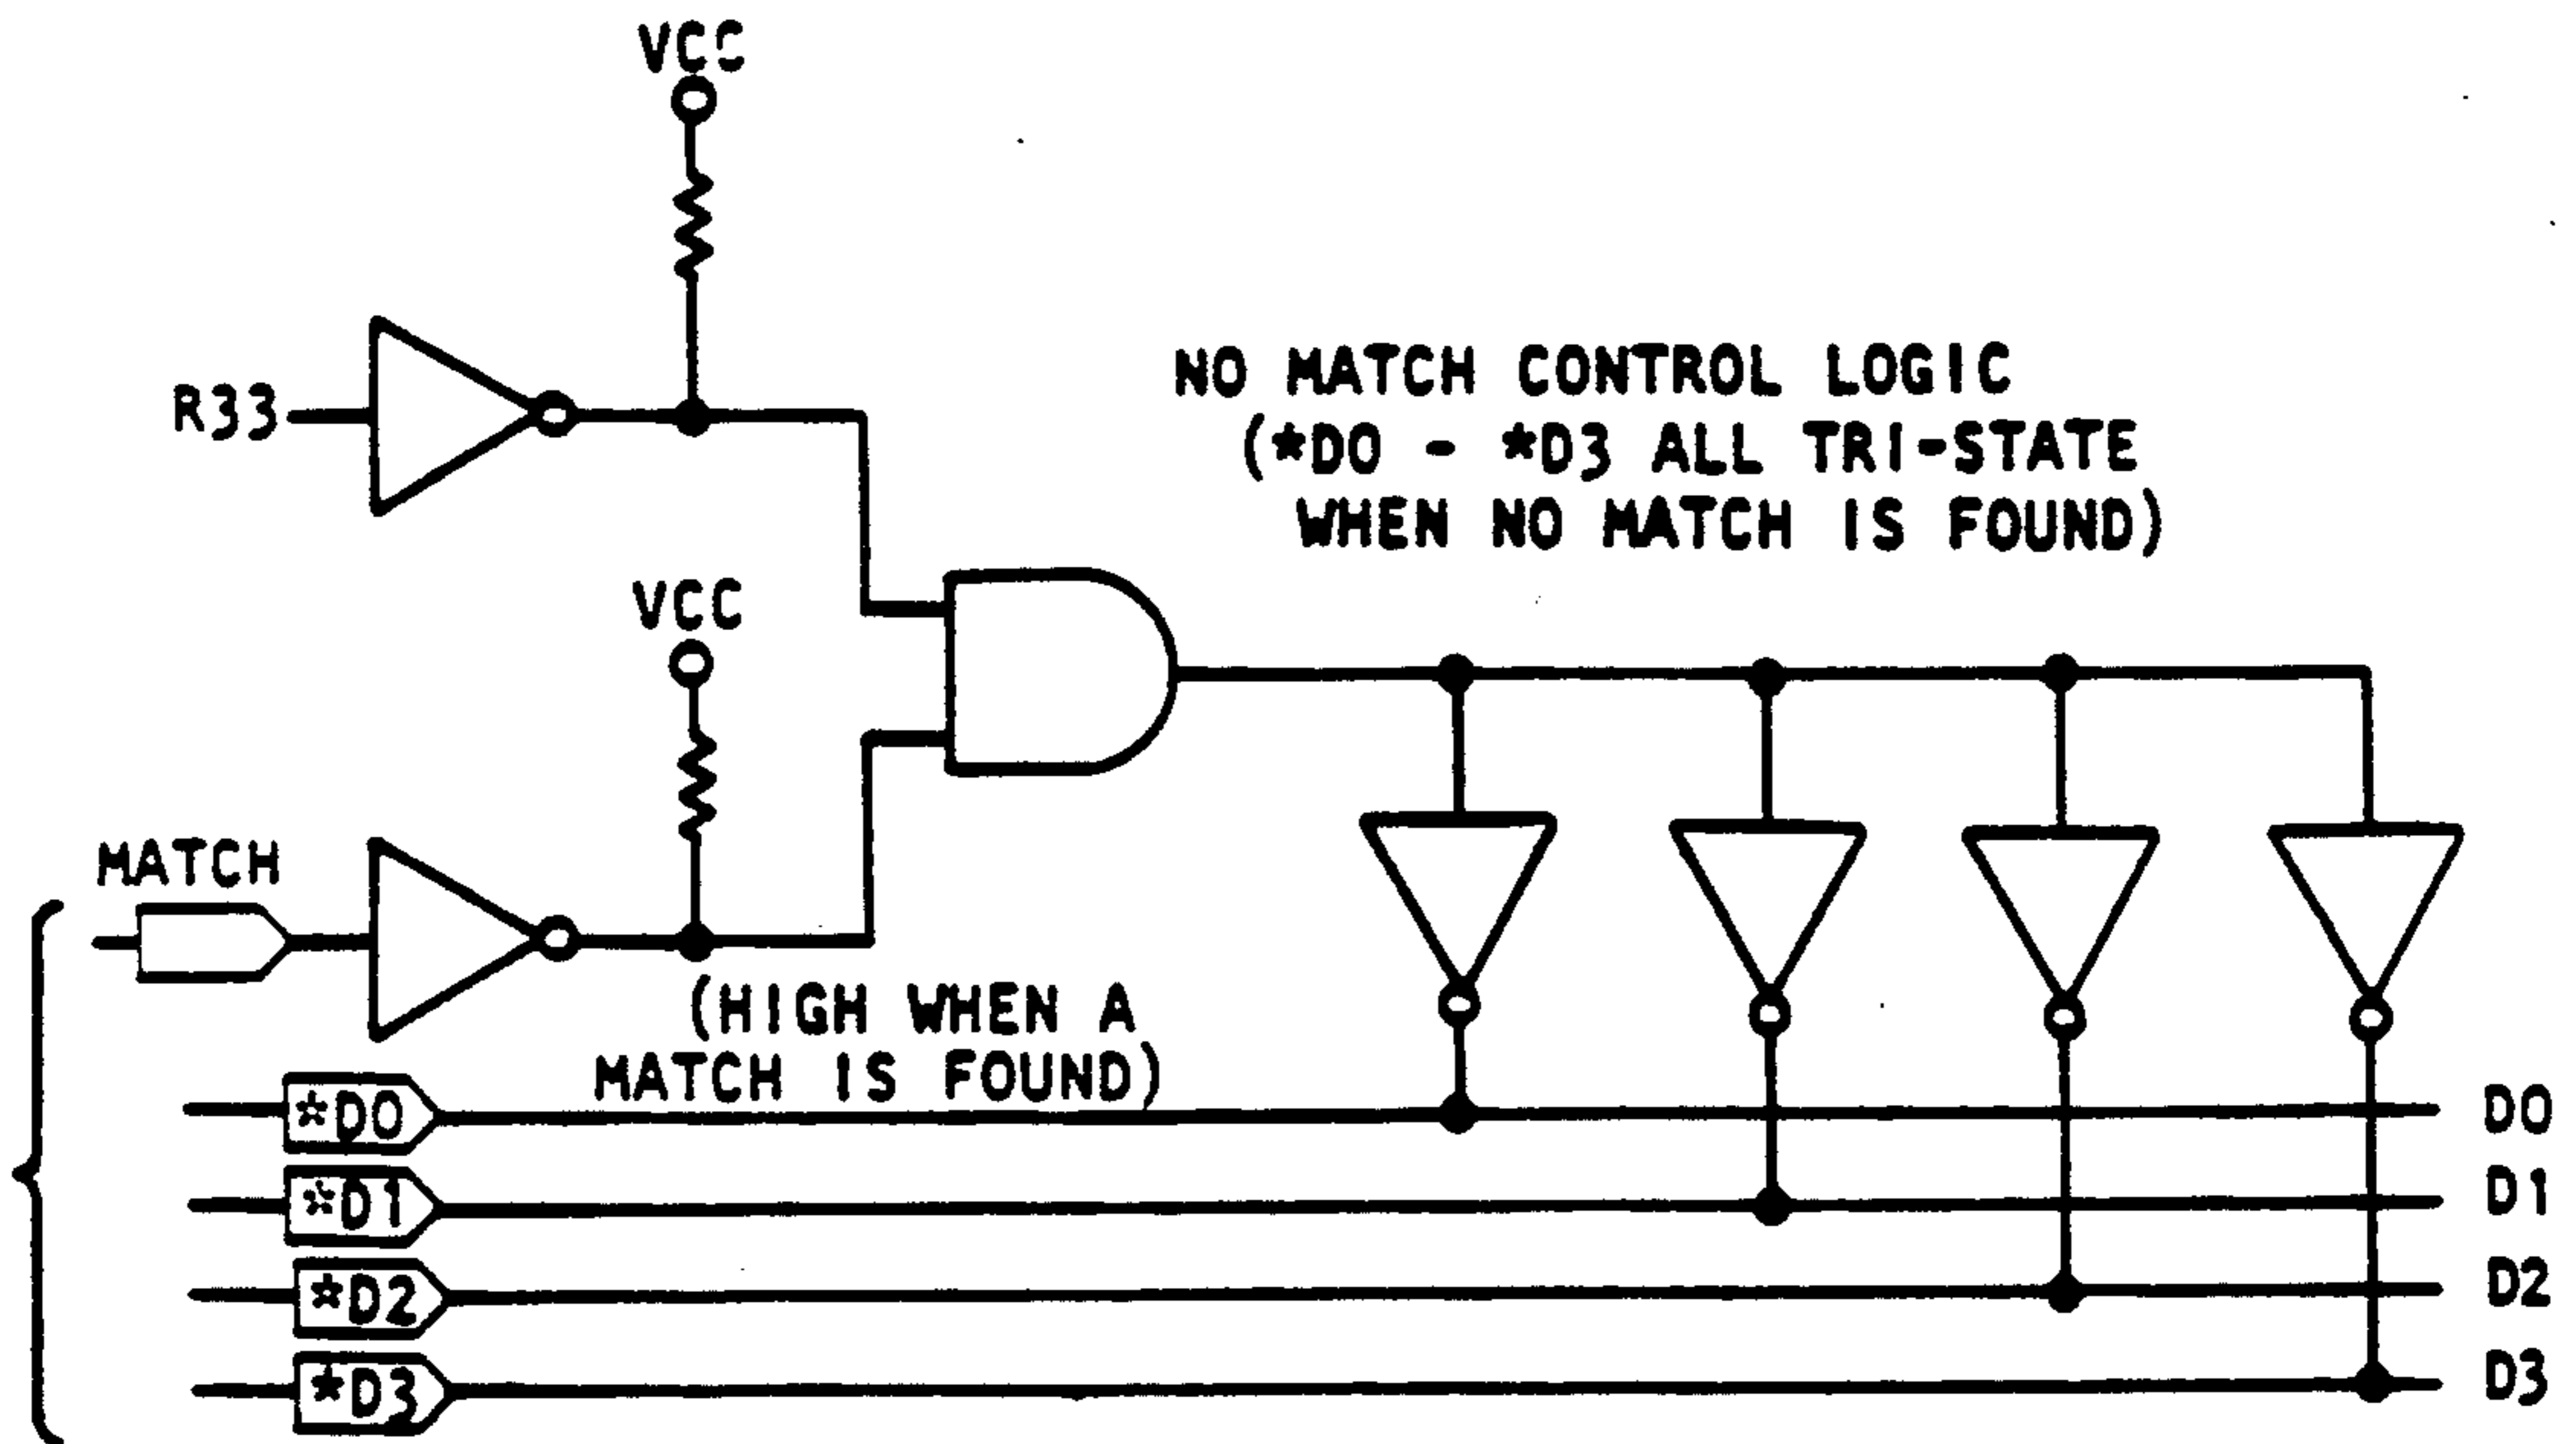 VCC
R33
NO MATCH CONTROL LOGIC
(*D0 - *D3 ALL TRI-STATE
WHEN NO MATCH IS FOUND)
VCC
MATCH
(HIGH WHEN A
MATCH IS FOUND)
*D0
D0
*D1
D1
*D2
D2
*D3
D3